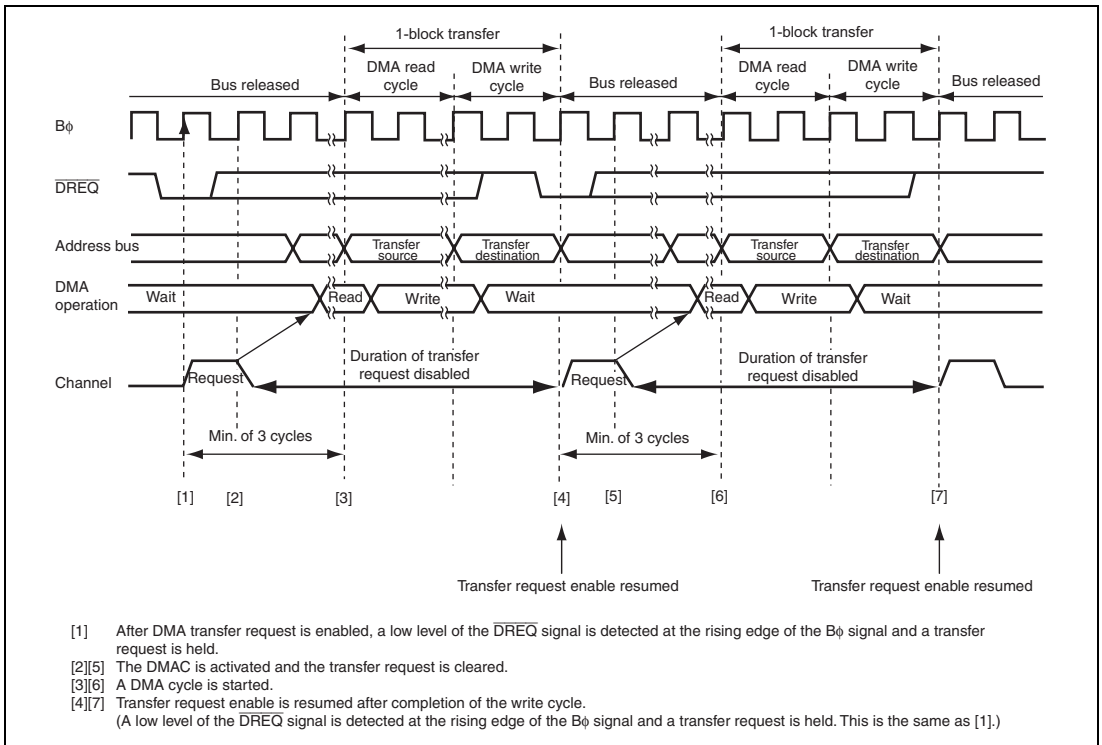 1-block transfer 1-block transfer
DMA read cycle DMA write cycle DMA read cycle DMA write cycle
Bus released Bus released Bus released
Bϕ
DREQ
Address bus Transfer source Transfer destination Transfer source Transfer destination
DMA operation Wait Read Write Wait Read Write Wait
Duration of transfer request disabled Duration of transfer request disabled
Channel Request Request
Min. of 3 cycles Min. of 3 cycles
[1] [2] [3] [4] [5] [6] [7]
Transfer request enable resumed Transfer request enable resumed
[1] After DMA transfer request is enabled, a low level of the DREQ signal is detected at the rising edge of the Bϕ signal and a transfer
request is held.
[2][5] The DMAC is activated and the transfer request is cleared.
[3][6] A DMA cycle is started.
[4][7] Transfer request enable is resumed after completion of the write cycle.
(A low level of the DREQ signal is detected at the rising edge of the Bϕ signal and a transfer request is held. This is the same as [1].)